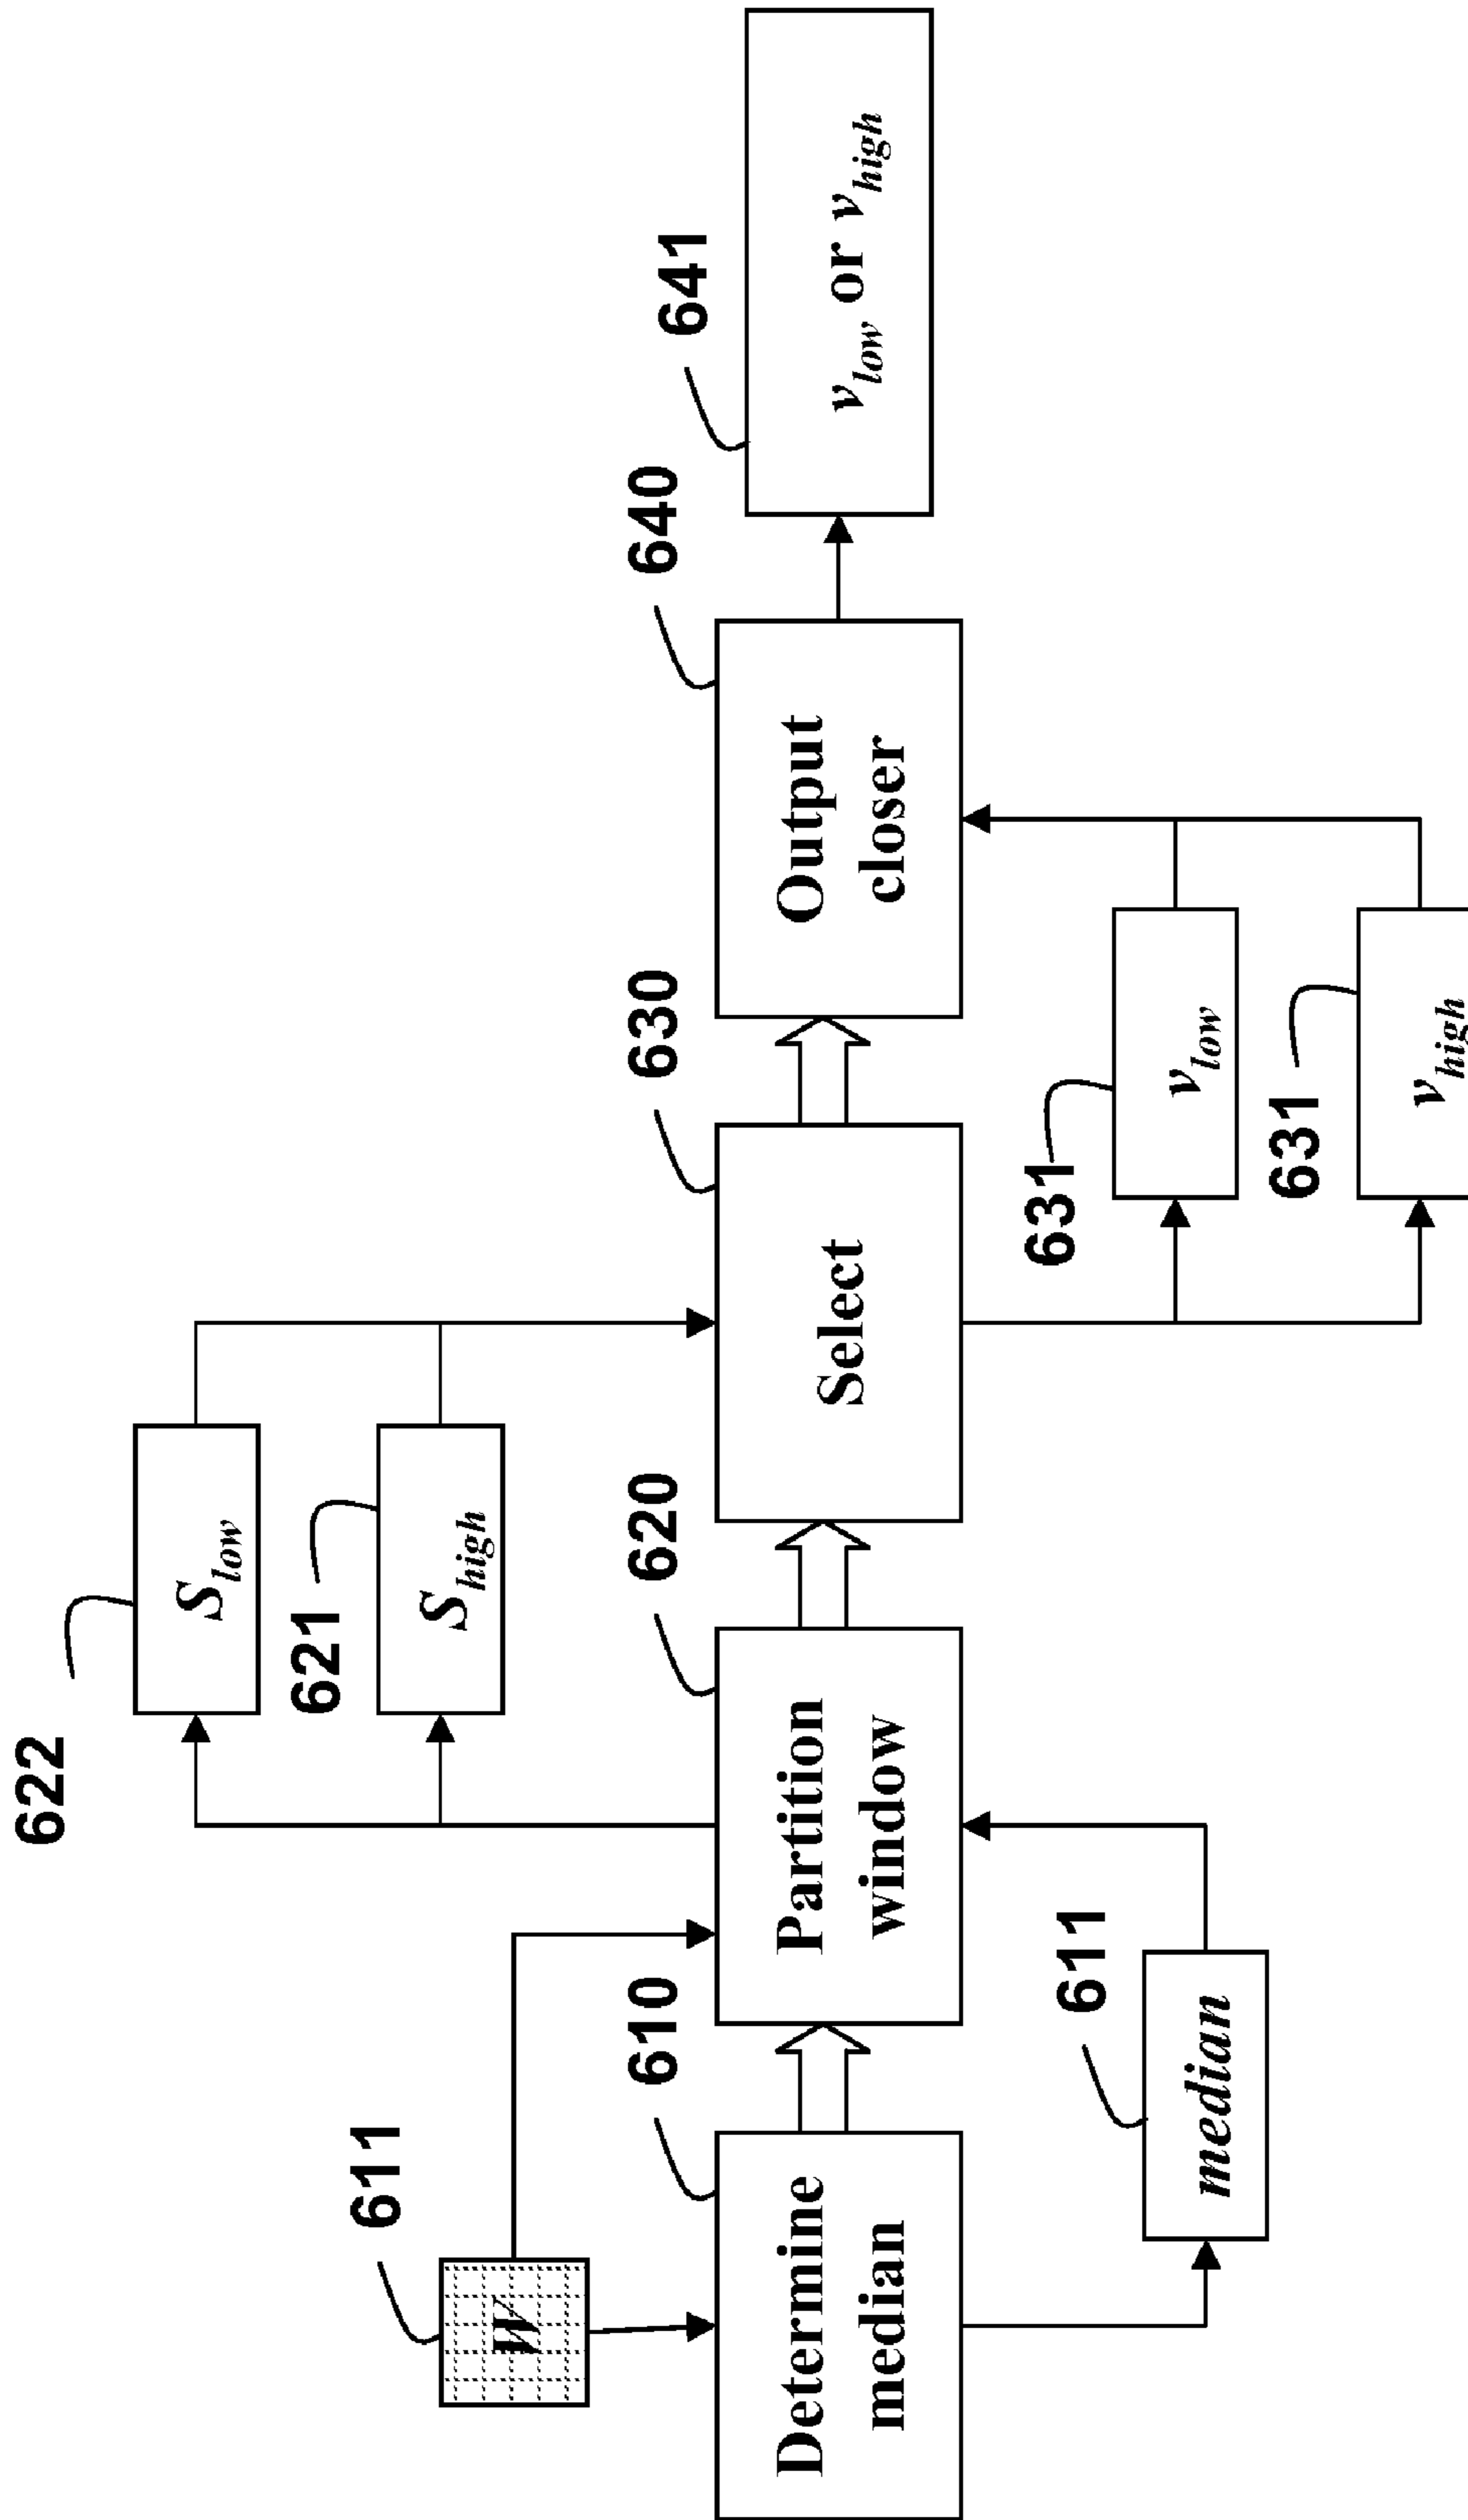 622
S_low
621
S_high
611
W
610
Determine
median
620
Partition
window
630
Select
640
Output
closer
641
v_low or v_high
611
median
631
v_low
631
v_high